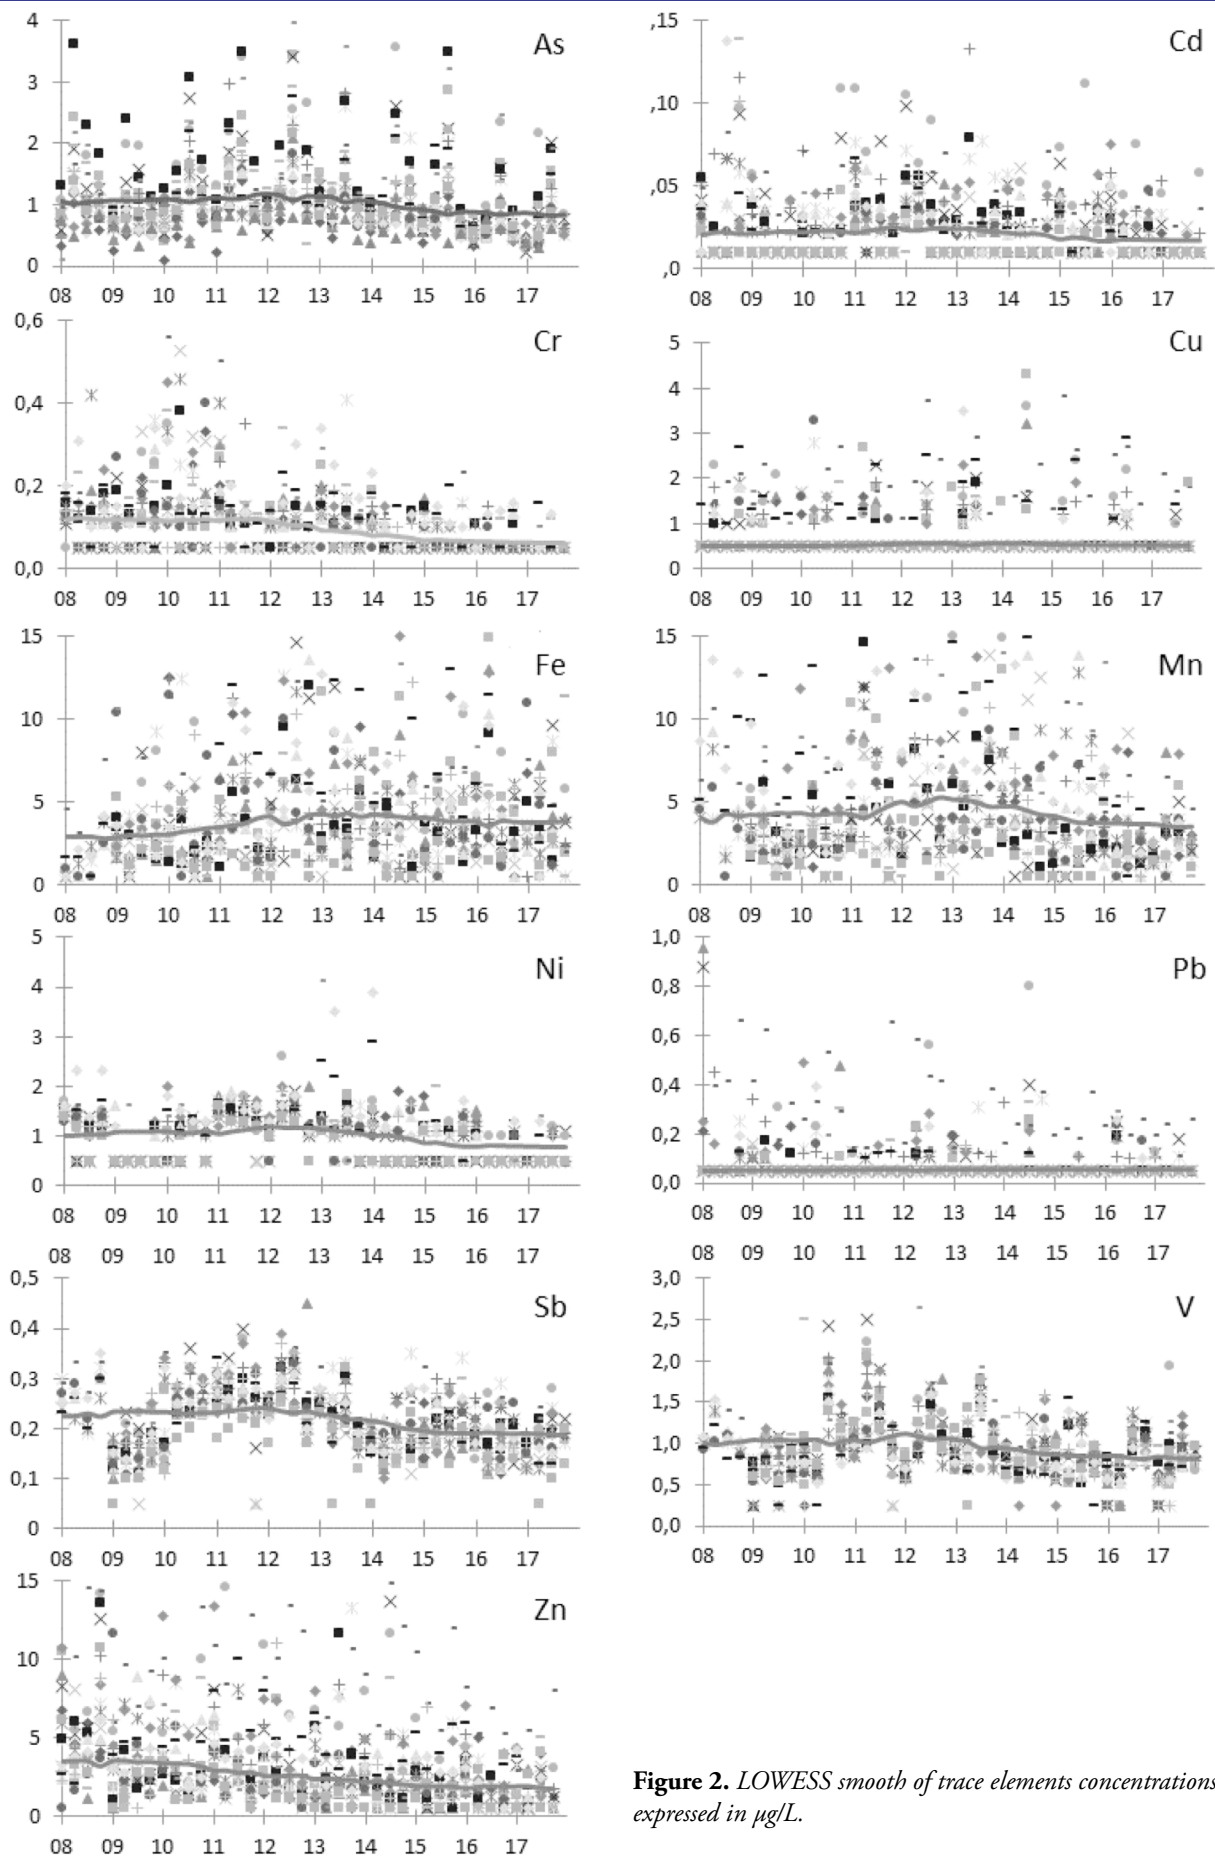 4
3
2
1
0
As
08 09 10 11 12 13 14 15 16 17
,15
,10
,05
,0
Cd
08 09 10 11 12 13 14 15 16 17
0,6
0,4
0,2
0,0
Cr
08 09 10 11 12 13 14 15 16 17
5
4
3
2
1
0
Cu
08 09 10 11 12 13 14 15 16 17
15
10
5
0
Fe
08 09 10 11 12 13 14 15 16 17
15
10
5
0
Mn
08 09 10 11 12 13 14 15 16 17
5
4
3
2
1
0
Ni
08 09 10 11 12 13 14 15 16 17
1,0
0,8
0,6
0,4
0,2
0,0
Pb
08 09 10 11 12 13 14 15 16 17
08 09 10 11 12 13 14 15 16 17
0,5
0,4
0,3
0,2
0,1
0
Sb
08 09 10 11 12 13 14 15 16 17
08 09 10 11 12 13 14 15 16 17
3,0
2,5
2,0
1,5
1,0
0,5
0,0
V
08 09 10 11 12 13 14 15 16 17
15
10
5
0
Zn
08 09 10 11 12 13 14 15 16 17
Figure 2. LOWESS smooth of trace elements concentrations
expressed in µg/L.